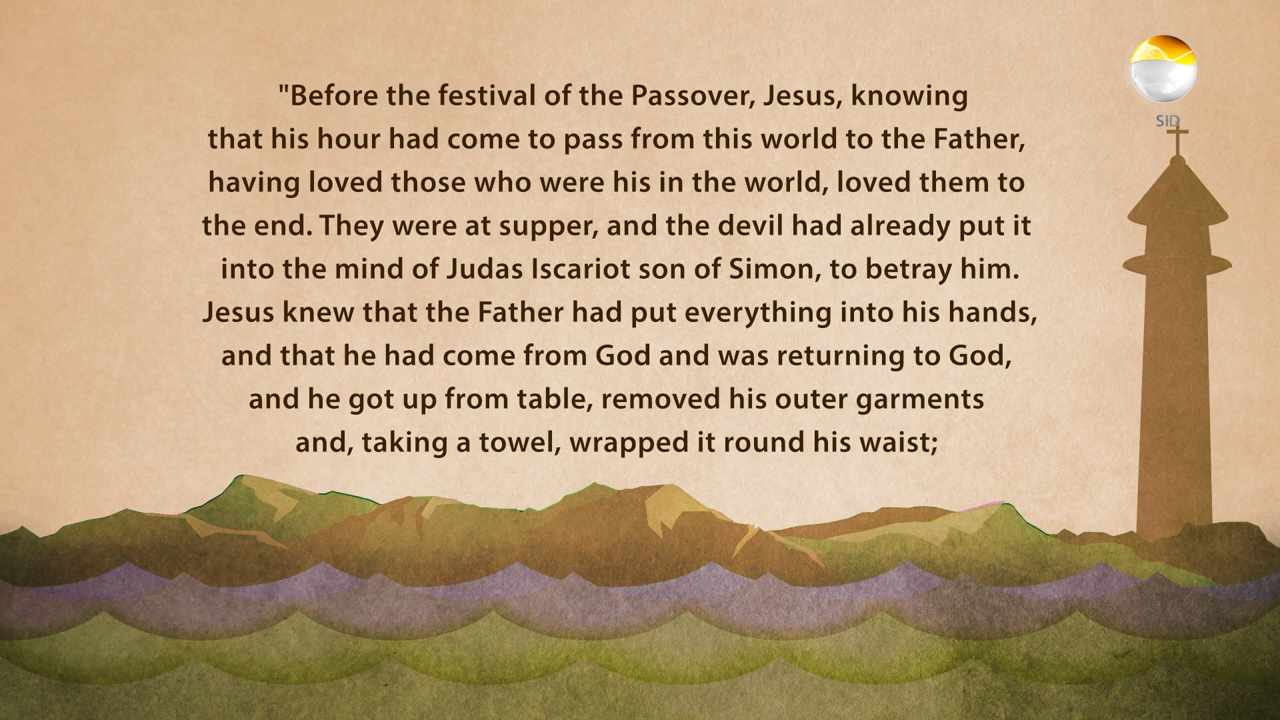 "Before the festival of the Passover, Jesus, knowing
that his hour had come to pass from this world to the Father,
having loved those who were his in the world, loved them to
the end. They were at supper, and the devil had already put it
into the mind of Judas Iscariot son of Simon, to betray him.
Jesus knew that the Father had put everything into his hands,
and that he had come from God and was returning to God,
and he got up from table, removed his outer garments
and, taking a towel, wrapped it round his waist;
SID